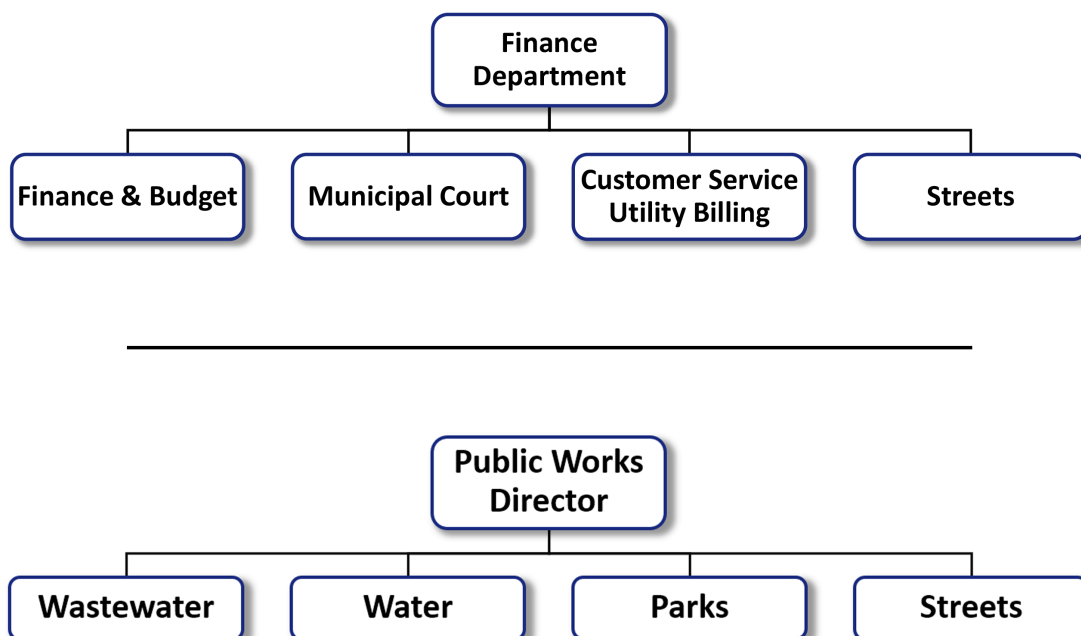 Finance
Department
Finance & Budget
Municipal Court
Customer Service
Utility Billing
Streets
Public Works
Director
Wastewater
Water
Parks
Streets